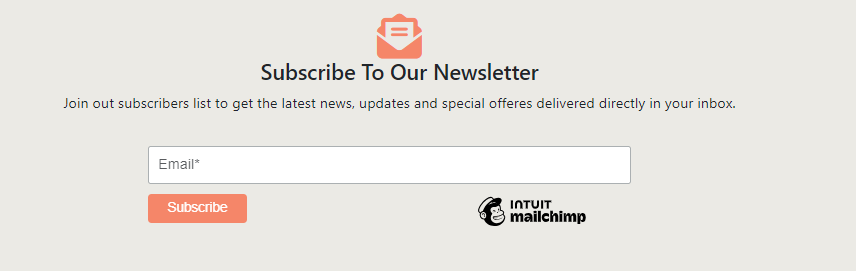 Subscribe To Our Newsletter
Join out subscribers list to get the latest news, updates and special offeres delivered directly in your inbox.
Email*
Subscribe
INTUIT
mailchimp